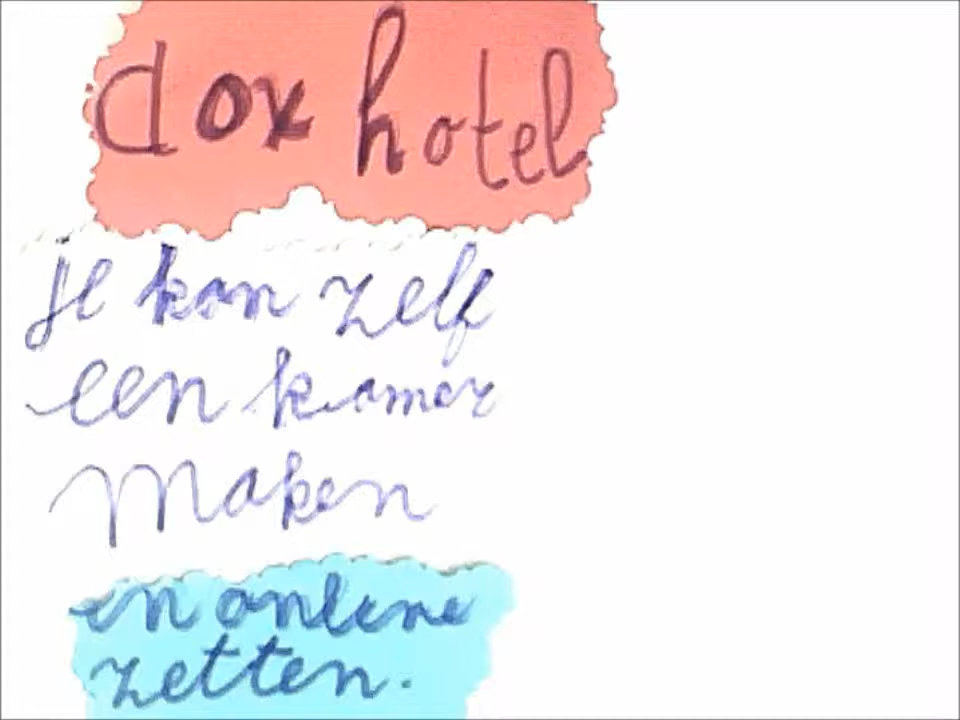 dox hotel
je kan zelf
een kamer
maken
en online
zetten.